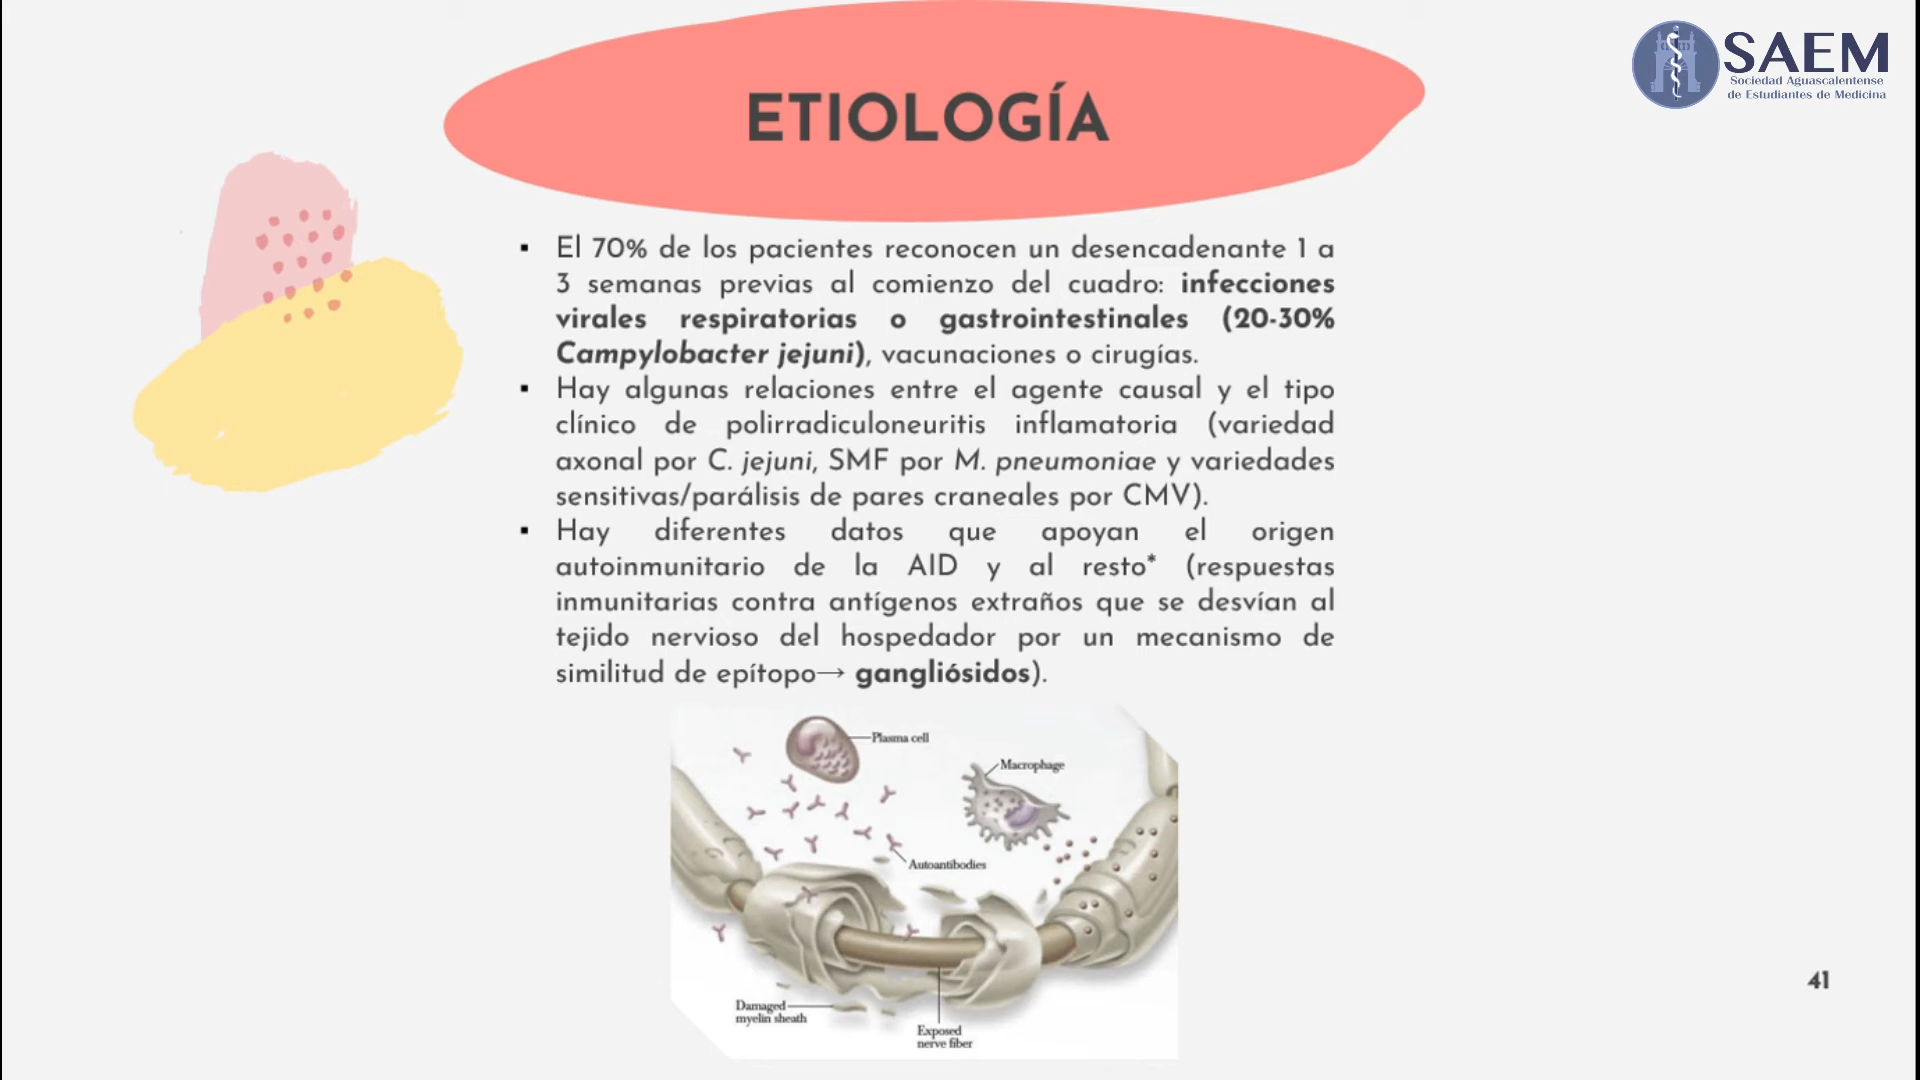 SAEM
Sociedad Aguascalentense
de Estudiantes de Medicina
ETIOLOGÍA
▪ El 70% de los pacientes reconocen un desencadenante 1 a
3 semanas previas al comienzo del cuadro: infecciones
virales respiratorias o gastrointestinales (20-30%
Campylobacter jejuni), vacunaciones o cirugías.
▪ Hay algunas relaciones entre el agente causal y el tipo
clínico de polirradiculoneuritis inflamatoria (variedad
axonal por C. jejuni, SMF por M. pneumoniae y variedades
sensitivas/parálisis de pares craneales por CMV).
▪ Hay diferentes datos que apoyan el origen
autoinmunitario de la AID y al resto* (respuestas
inmunitarias contra antígenos extraños que se desvían al
tejido nervioso del hospedador por un mecanismo de
similitud de epítopo→ gangliósidos).
Plasma cell
Macrophage
Autoantibodies
Damaged
myelin sheath
Exposed
nerve fiber
41